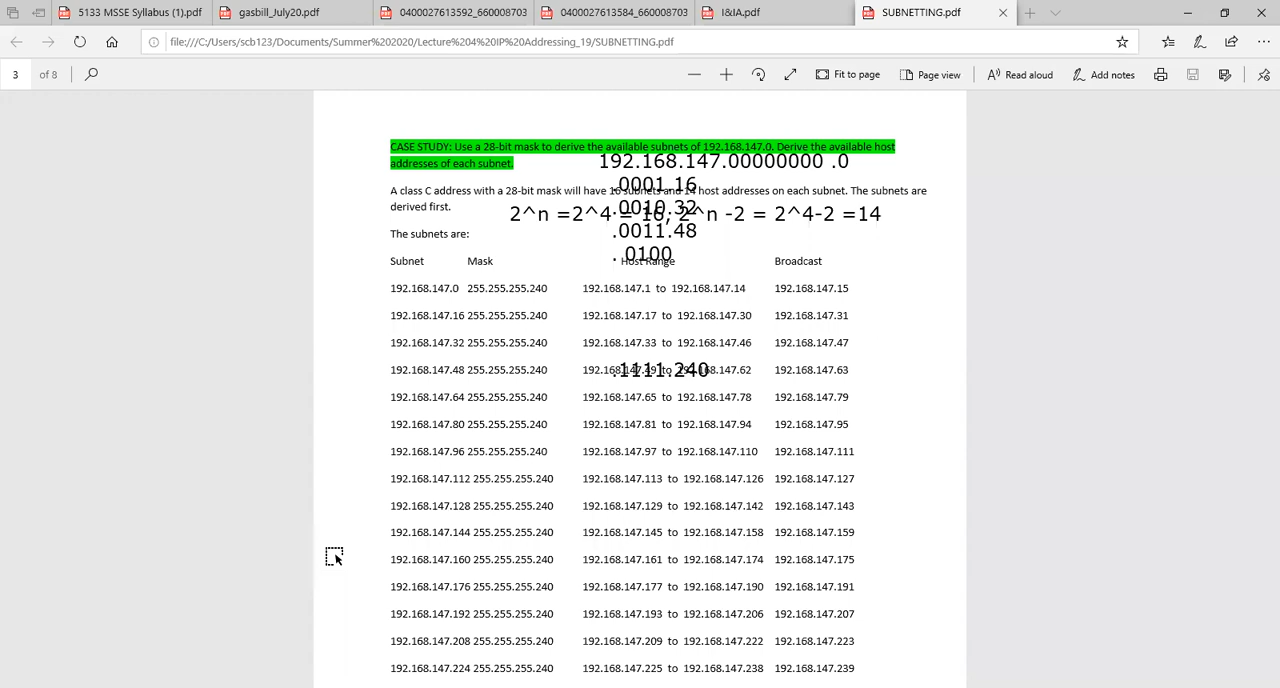 5133 MSSE Syllabus (1).pdf
gasbill_July20.pdf
0400027613592_660008703
0400027613584_660008703
I&IA.pdf
SUBNETTING.pdf
file:///C:/Users/scb123/Documents/Summer%202020/Lecture%204%20IP%20Addressing_19/SUBNETTING.pdf
3 of 8
Fit to page
Page view
Read aloud
Add notes
CASE STUDY: Use a 28-bit mask to derive the available subnets of 192.168.147.0. Derive the available host
addresses of each subnet.
192.168.147.00000000 .0
.0001.16
A class C address with a 28-bit mask will have 16 subnets and 14 host addresses on each subnet. The subnets are
derived first.
.0010.32
2^n =2^4 = 16, 2^n -2 = 2^4-2 =14
The subnets are:
.0011.48
. 0100
Subnet Mask Host Range Broadcast
192.168.147.0 255.255.255.240 192.168.147.1 to 192.168.147.14 192.168.147.15
192.168.147.16 255.255.255.240 192.168.147.17 to 192.168.147.30 192.168.147.31
192.168.147.32 255.255.255.240 192.168.147.33 to 192.168.147.46 192.168.147.47
192.168.147.48 255.255.255.240 192.168.147.49 to 192.168.147.62 192.168.147.63
.1111.240
192.168.147.64 255.255.255.240 192.168.147.65 to 192.168.147.78 192.168.147.79
192.168.147.80 255.255.255.240 192.168.147.81 to 192.168.147.94 192.168.147.95
192.168.147.96 255.255.255.240 192.168.147.97 to 192.168.147.110 192.168.147.111
192.168.147.112 255.255.255.240 192.168.147.113 to 192.168.147.126 192.168.147.127
192.168.147.128 255.255.255.240 192.168.147.129 to 192.168.147.142 192.168.147.143
192.168.147.144 255.255.255.240 192.168.147.145 to 192.168.147.158 192.168.147.159
192.168.147.160 255.255.255.240 192.168.147.161 to 192.168.147.174 192.168.147.175
192.168.147.176 255.255.255.240 192.168.147.177 to 192.168.147.190 192.168.147.191
192.168.147.192 255.255.255.240 192.168.147.193 to 192.168.147.206 192.168.147.207
192.168.147.208 255.255.255.240 192.168.147.209 to 192.168.147.222 192.168.147.223
192.168.147.224 255.255.255.240 192.168.147.225 to 192.168.147.238 192.168.147.239